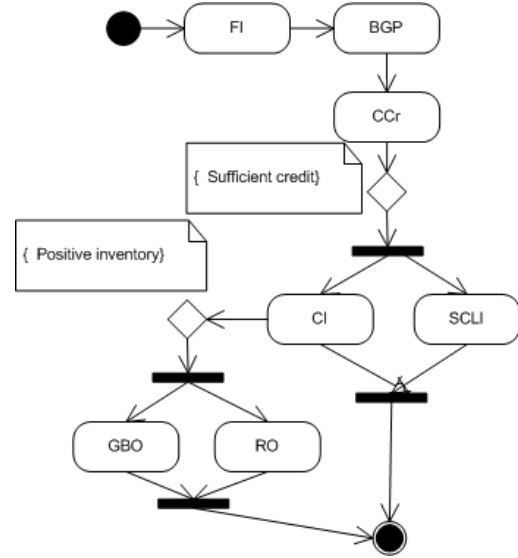 FI
BGP
CCr
{ Sufficient credit}
{ Positive inventory}
CI
SCLI
GBO
RO